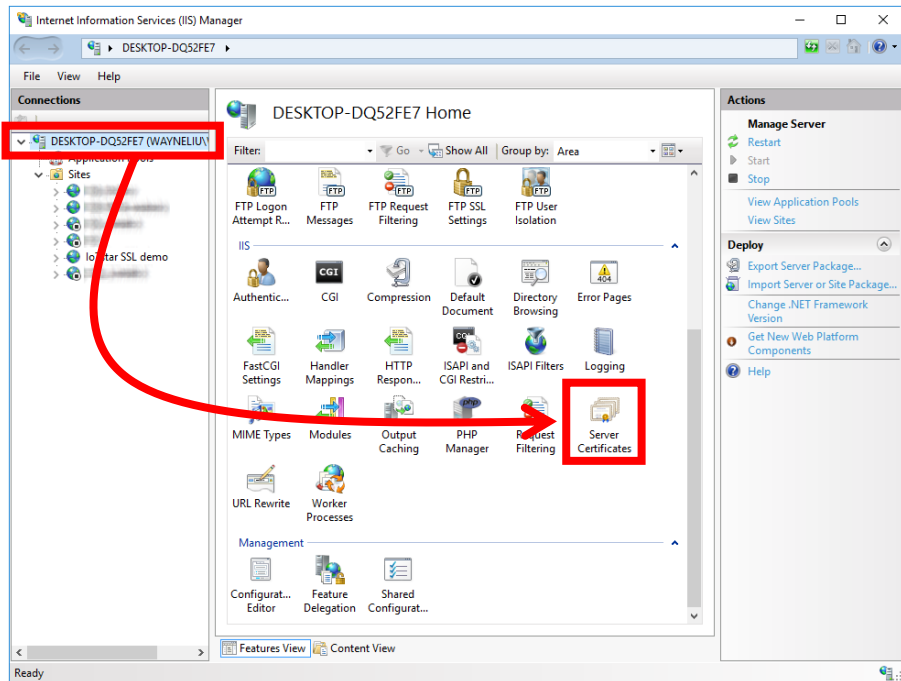 Internet Information Services (IIS) Manager
DESKTOP-DQ52FE7
File View Help
Connections
DESKTOP-DQ52FE7 (WAYNELIU\
Application Pools
Sites
SSL demo
DESKTOP-DQ52FE7 Home
Filter: Go Show All Group by: Area
FTP Logon
Attempt R...
FTP
Messages
FTP Request
Filtering
FTP SSL
Settings
FTP User
Isolation
IIS
Authentic...
CGI
Compression
Default
Document
Directory
Browsing
Error Pages
FastCGI
Settings
Handler
Mappings
HTTP
Respon...
ISAPI and
CGI Restri...
ISAPI Filters
Logging
MIME Types
Modules
Output
Caching
PHP
Manager
Request
Filtering
Server
Certificates
URL Rewrite
Worker
Processes
Management
Configurat...
Editor
Feature
Delegation
Shared
Configurat...
Features View Content View
Actions
Manage Server
Restart
Start
Stop
View Application Pools
View Sites
Deploy
Export Server Package...
Import Server or Site Package...
Change .NET Framework
Version
Get New Web Platform
Components
Help
Ready